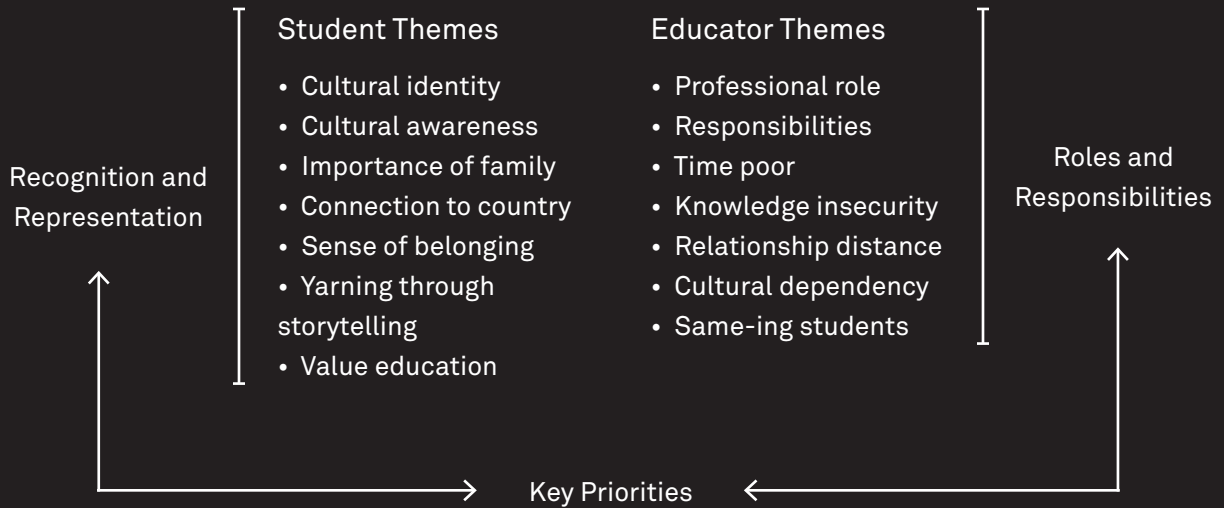 Recognition and
Representation
Student Themes
• Cultural identity
• Cultural awareness
• Importance of family
• Connection to country
• Sense of belonging
• Yarning through
storytelling
• Value education
Educator Themes
• Professional role
• Responsibilities
• Time poor
• Knowledge insecurity
• Relationship distance
• Cultural dependency
• Same-ing students
Roles and
Responsibilities
Key Priorities